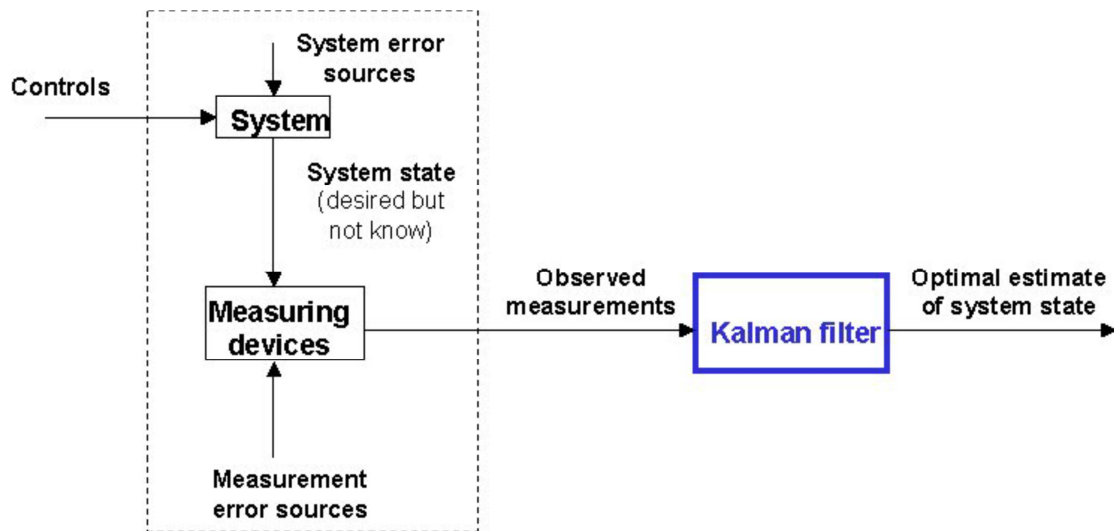 System error
sources
Controls
System
System state
(desired but
not know)
Measuring
devices
Measurement
error sources
Observed
measurements
Kalman filter
Optimal estimate
of system state